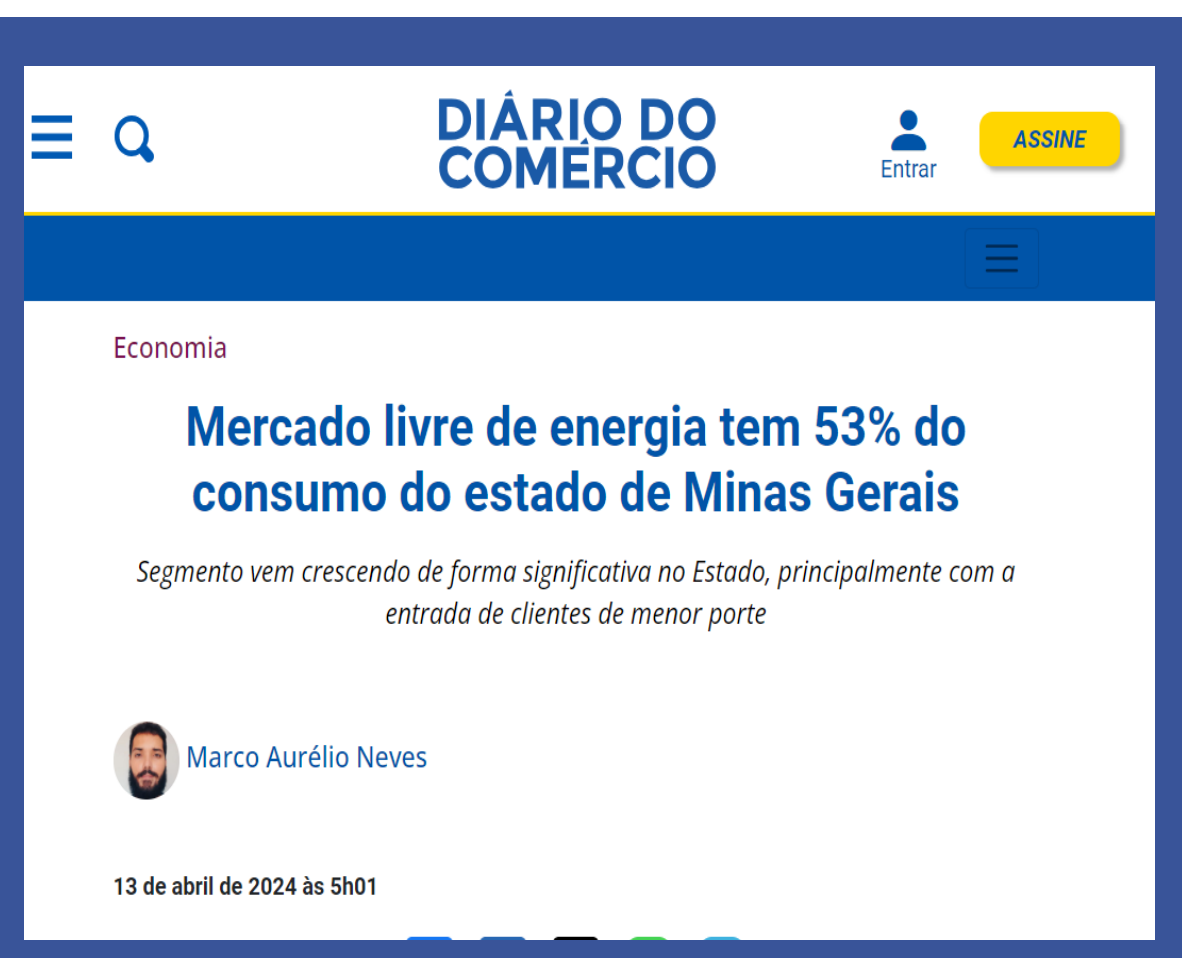 DIÁRIO DO
COMÉRCIO
Entrar
ASSINE
Economia
Mercado livre de energia tem 53% do
consumo do estado de Minas Gerais
Segmento vem crescendo de forma significativa no Estado, principalmente com a
entrada de clientes de menor porte
Marco Aurélio Neves
13 de abril de 2024 às 5h01